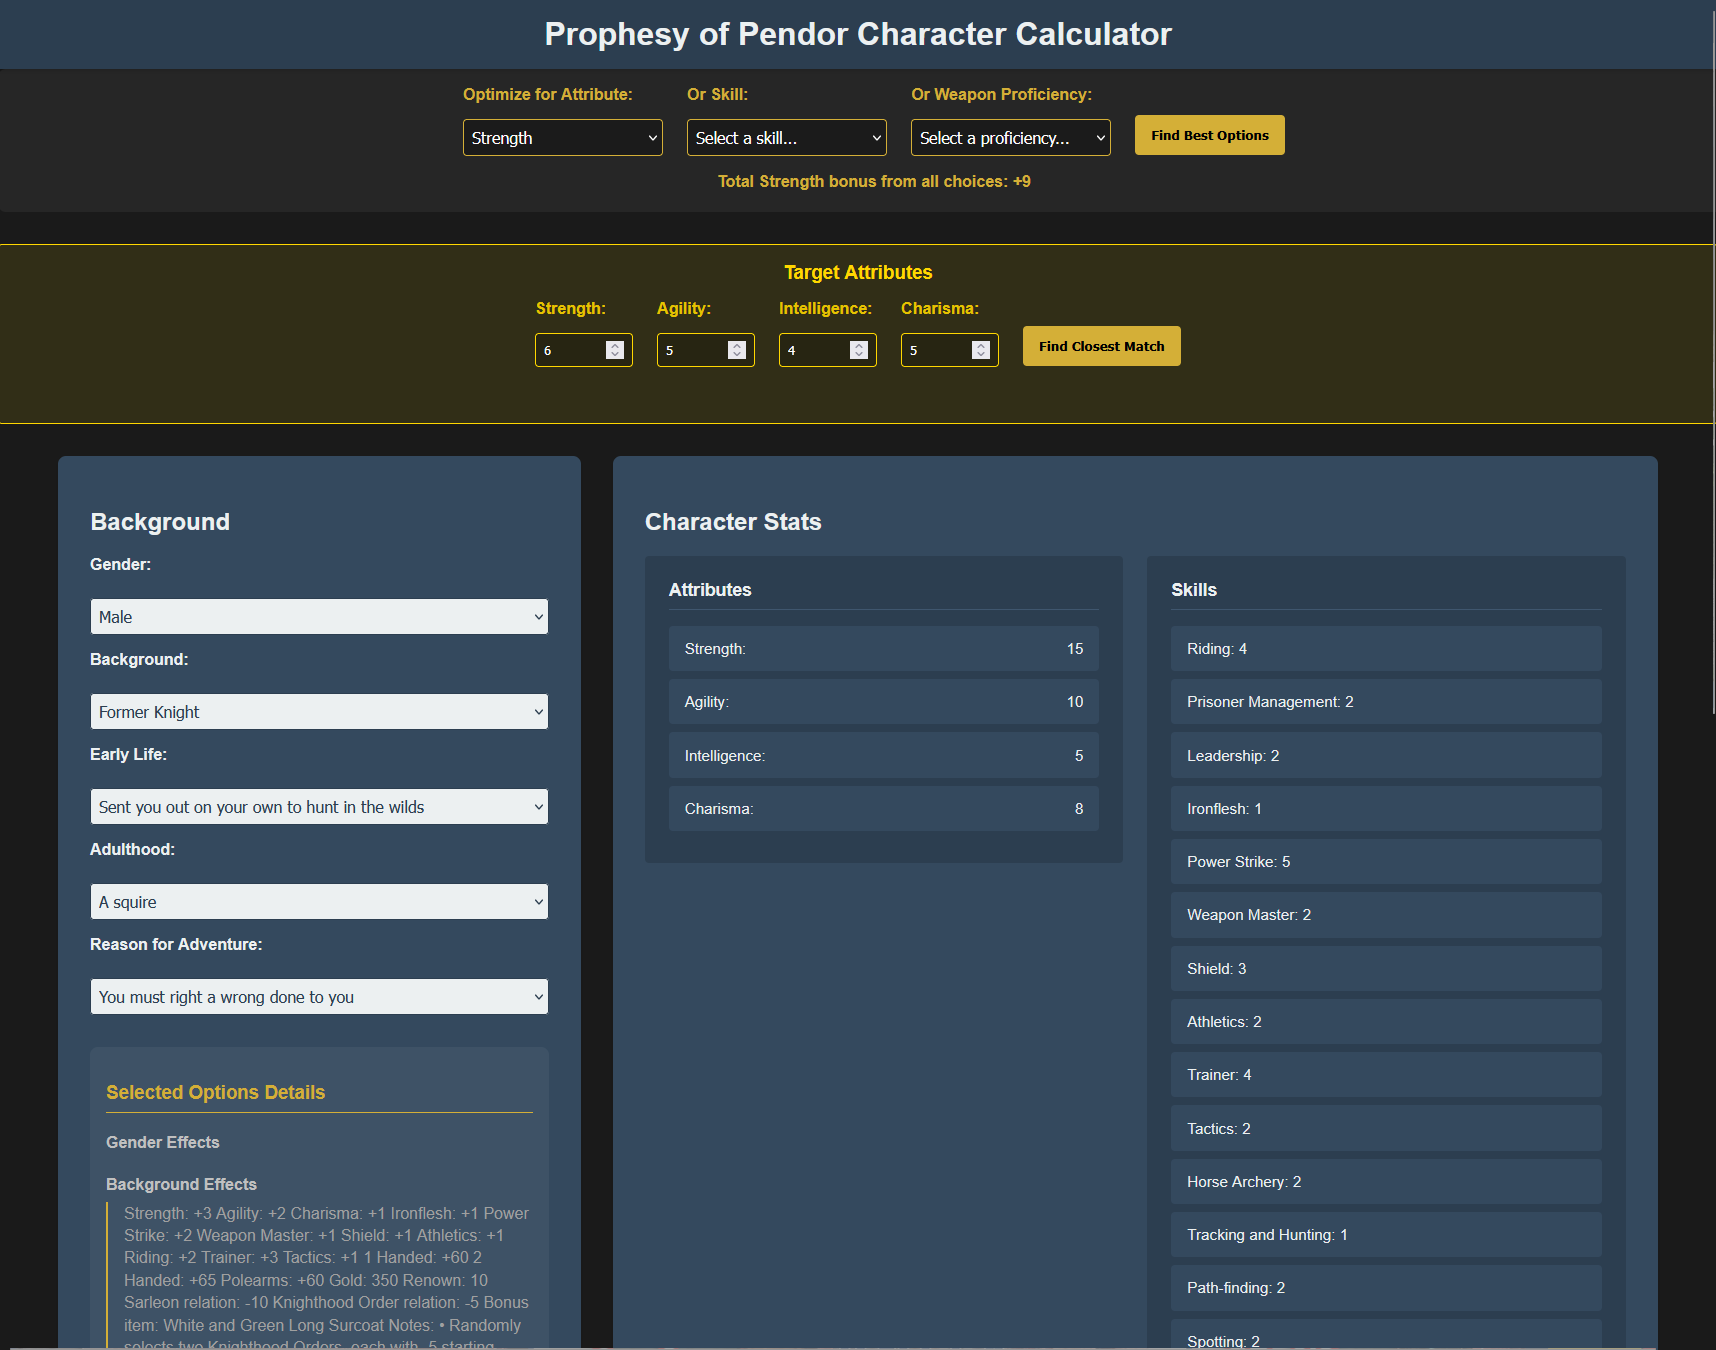 Prophesy of Pendor Character Calculator
Optimize for Attribute:
Or Skill:
Or Weapon Proficiency:
Strength
Select a skill...
Select a proficiency...
Find Best Options
Total Strength bonus from all choices: +9
Target Attributes
Strength:
Agility:
Intelligence:
Charisma:
6
5
4
5
Find Closest Match
Background
Gender:
Male
Background:
Former Knight
Early Life:
Sent you out on your own to hunt in the wilds
Adulthood:
A squire
Reason for Adventure:
You must right a wrong done to you
Selected Options Details
Gender Effects
Background Effects
Strength: +3 Agility: +2 Charisma: +1 Ironflesh: +1 Power
Strike: +2 Weapon Master: +1 Shield: +1 Athletics: +1
Riding: +2 Trainer: +3 Tactics: +1 1 Handed: +60 2
Handed: +65 Polearms: +60 Gold: 350 Renown: 10
Sarleon relation: -10 Knighthood Order relation: -5 Bonus
item: White and Green Long Surcoat Notes: • Randomly
selects two Knighthood Orders, each with -5 starting
Character Stats
Attributes
Strength: 15
Agility: 10
Intelligence: 5
Charisma: 8
Skills
Riding: 4
Prisoner Management: 2
Leadership: 2
Ironflesh: 1
Power Strike: 5
Weapon Master: 2
Shield: 3
Athletics: 2
Trainer: 4
Tactics: 2
Horse Archery: 2
Tracking and Hunting: 1
Path-finding: 2
Spotting: 2